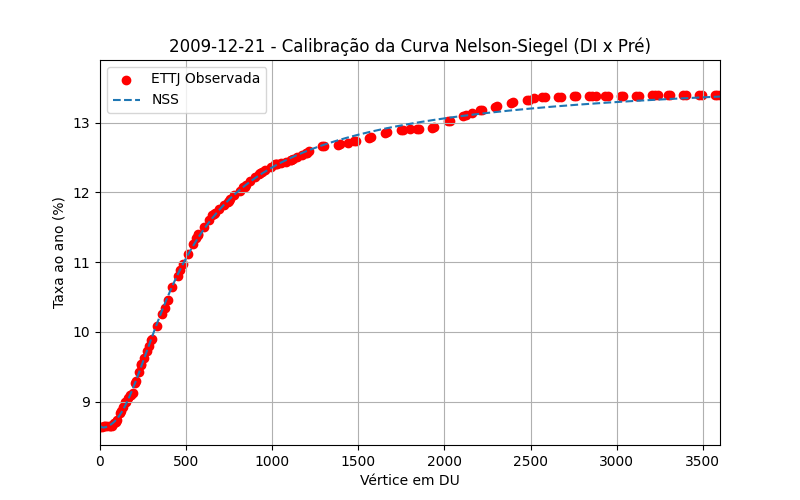 2009-12-21 - Calibração da Curva Nelson-Siegel (DI x Pré)
ETTJ Observada
NSS
Taxa ao ano (%)
13
12
11
10
9
0 500 1000 1500 2000 2500 3000 3500
Vértice em DU